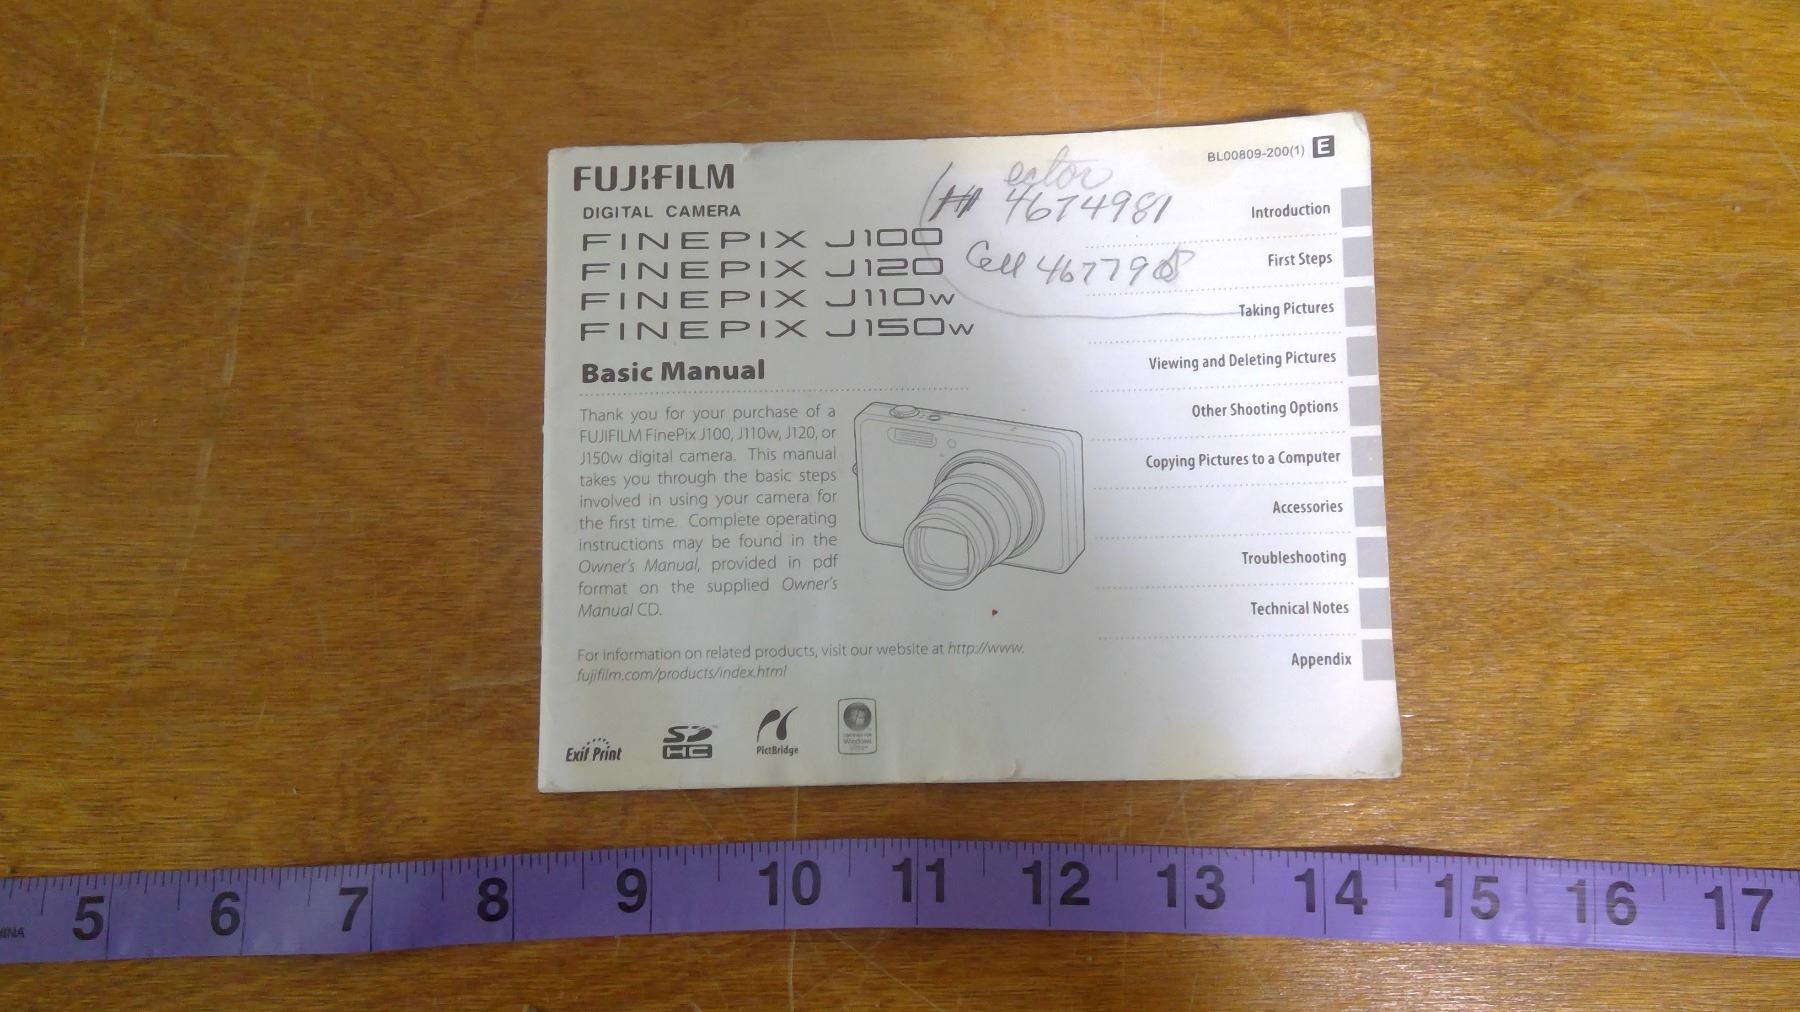 FUJIFILM
DIGITAL CAMERA
FINEPIX J100
FINEPIX J120
FINEPIX J110w
FINEPIX J150w
Basic Manual
Thank you for your purchase of a
FUJIFILM FinePix J100, J110w, J120, or
J150w digital camera. This manual
takes you through the basic steps
involved in using your camera for
the first time. Complete operating
instructions may be found in the
Owner's Manual, provided in pdf
format on the supplied Owner's
Manual CD.
For information on related products, visit our website at http://www.
fujifilm.com/products/index.html
Exif Print
SD HC
PictBridge
Windows
BL00809-200(1) E
ector
4674981
Cell 467790
Introduction
First Steps
Taking Pictures
Viewing and Deleting Pictures
Other Shooting Options
Copying Pictures to a Computer
Accessories
Troubleshooting
Technical Notes
Appendix
5 6 7 8 9 10 11 12 13 14 15 16 17